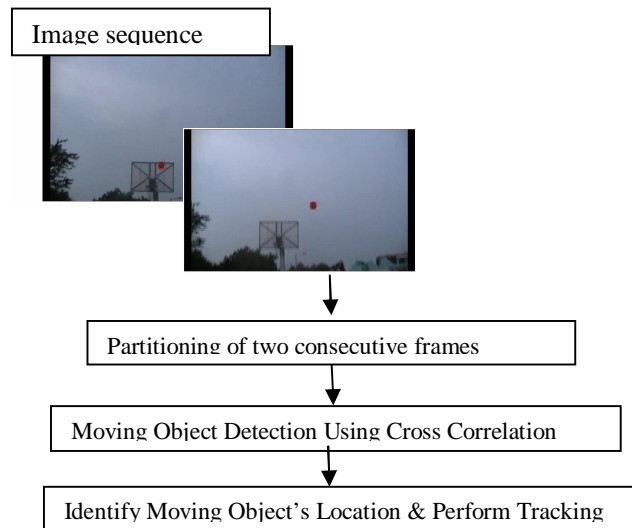 Image sequence
Partitioning of two consecutive frames
Moving Object Detection Using Cross Correlation
Identify Moving Object’s Location & Perform Tracking